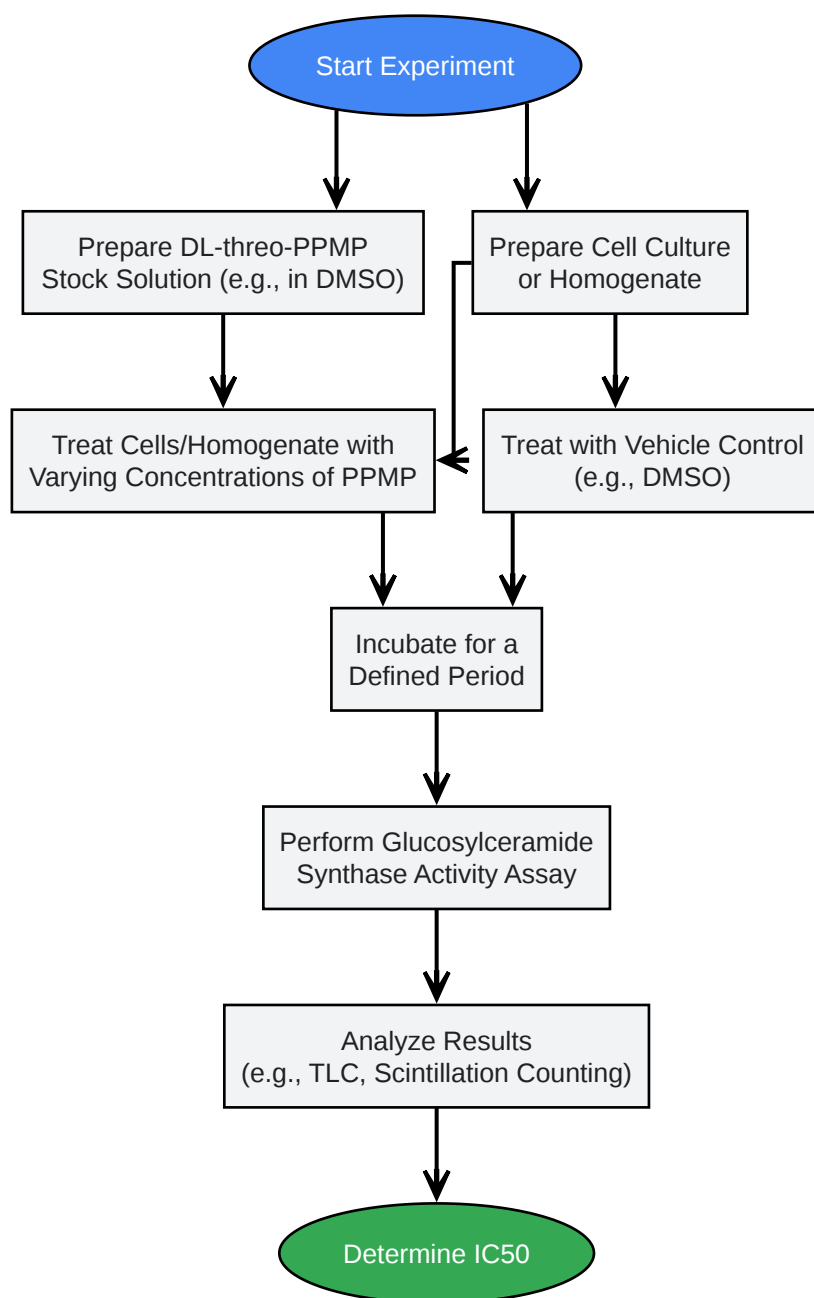 Start Experiment
Prepare DL-threo-PPMP
Stock Solution (e.g., in DMSO)
Prepare Cell Culture
or Homogenate
Treat Cells/Homogenate with
Varying Concentrations of PPMP
Treat with Vehicle Control
(e.g., DMSO)
Incubate for a
Defined Period
Perform Glucosylceramide
Synthase Activity Assay
Analyze Results
(e.g., TLC, Scintillation Counting)
Determine IC50